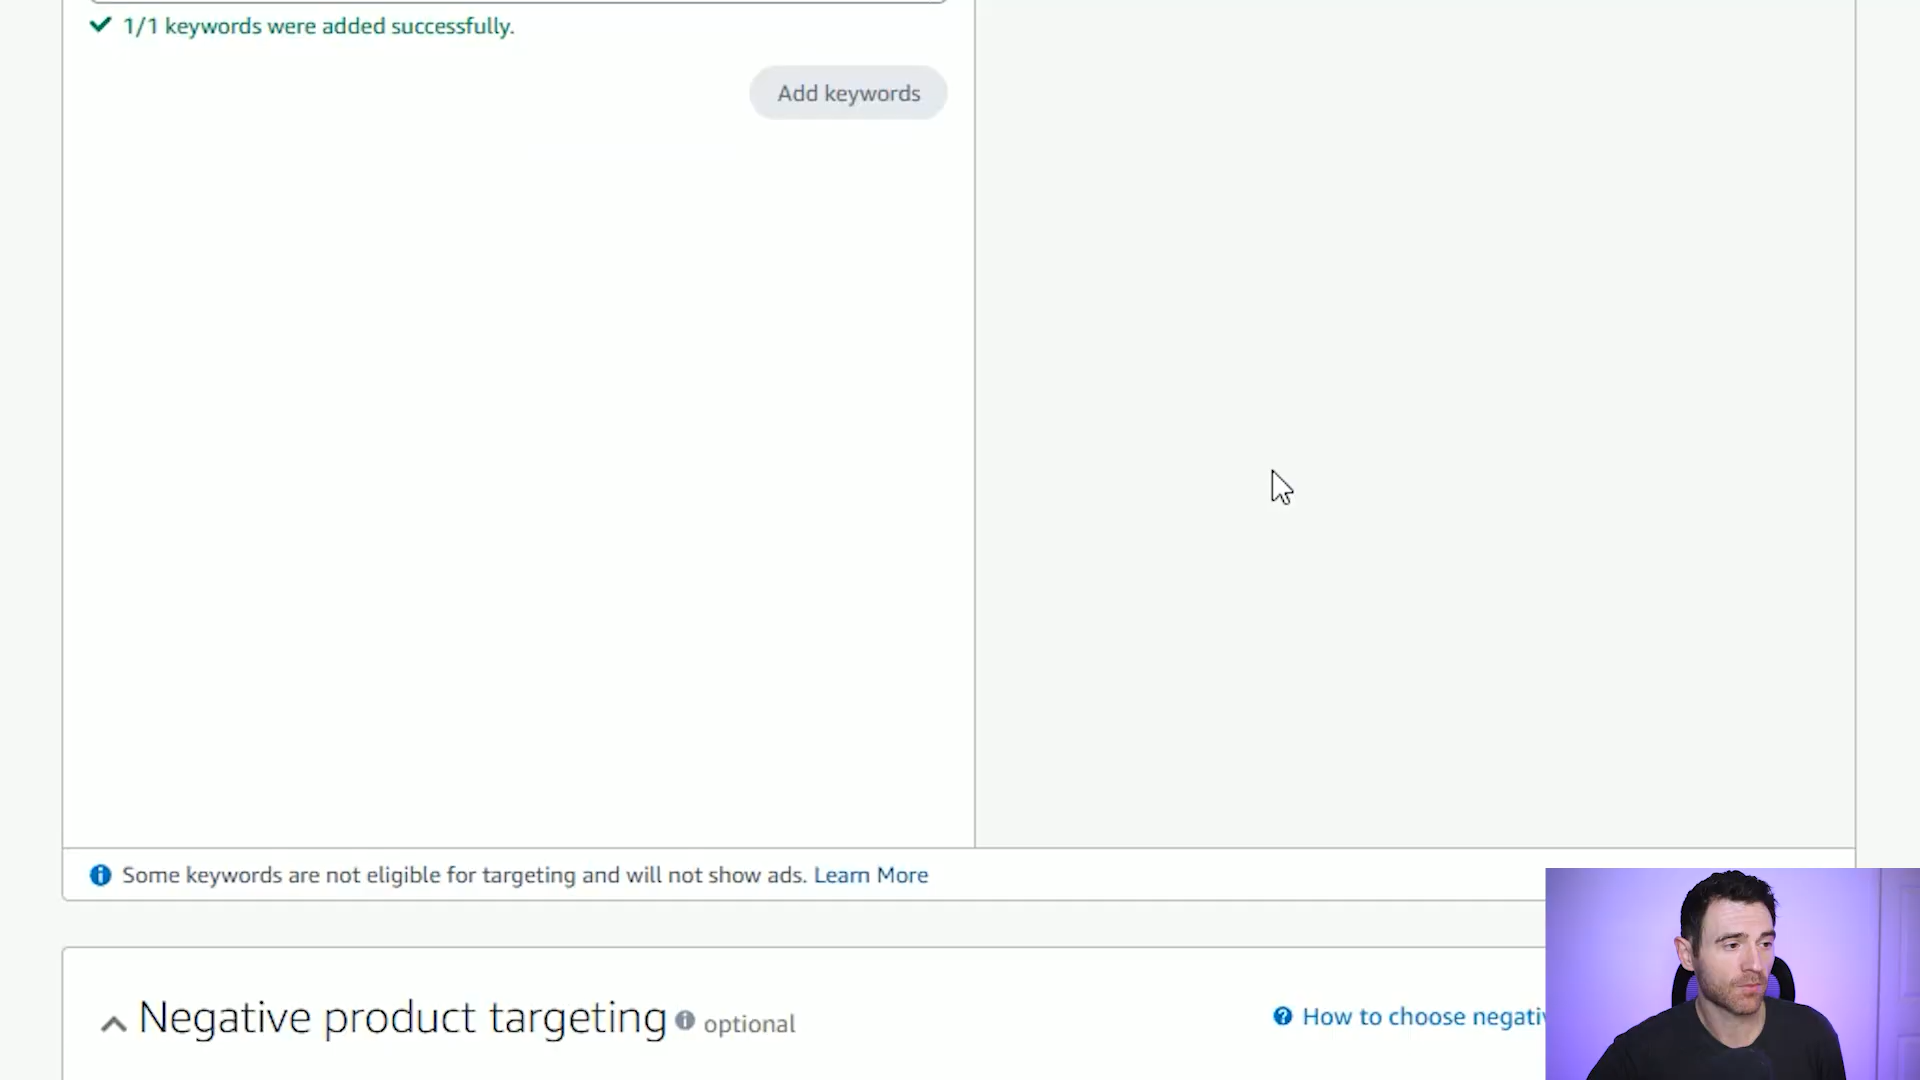 1/1 keywords were added successfully.
Add keywords
Some keywords are not eligible for targeting and will not show ads. Learn More
Negative product targeting optional
How to choose negativ